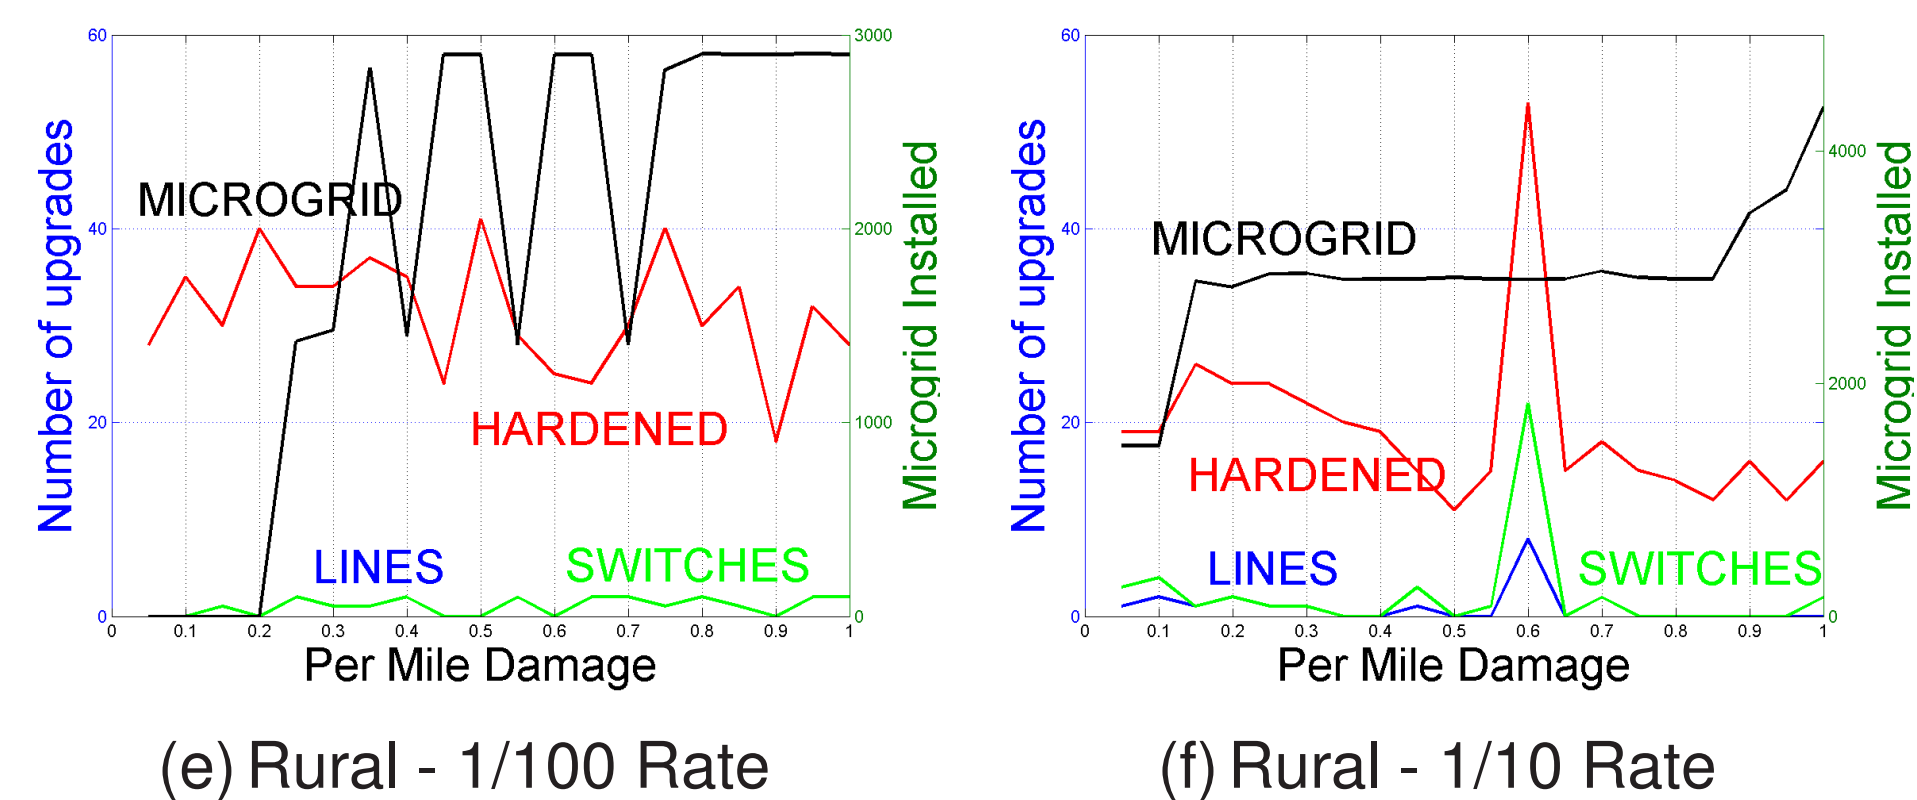 60
40
20
0
3000
2000
1000
0
0 0.1 0.2 0.3 0.4 0.5 0.6 0.7 0.8 0.9 1
Number of upgrades
Microgrid Installed
MICROGRID
HARDENED
LINES
SWITCHES
Per Mile Damage
(e) Rural - 1/100 Rate
60
40
20
0
4000
2000
0
0 0.1 0.2 0.3 0.4 0.5 0.6 0.7 0.8 0.9 1
Number of upgrades
Microgrid Installed
MICROGRID
HARDENED
LINES
SWITCHES
Per Mile Damage
(f) Rural - 1/10 Rate